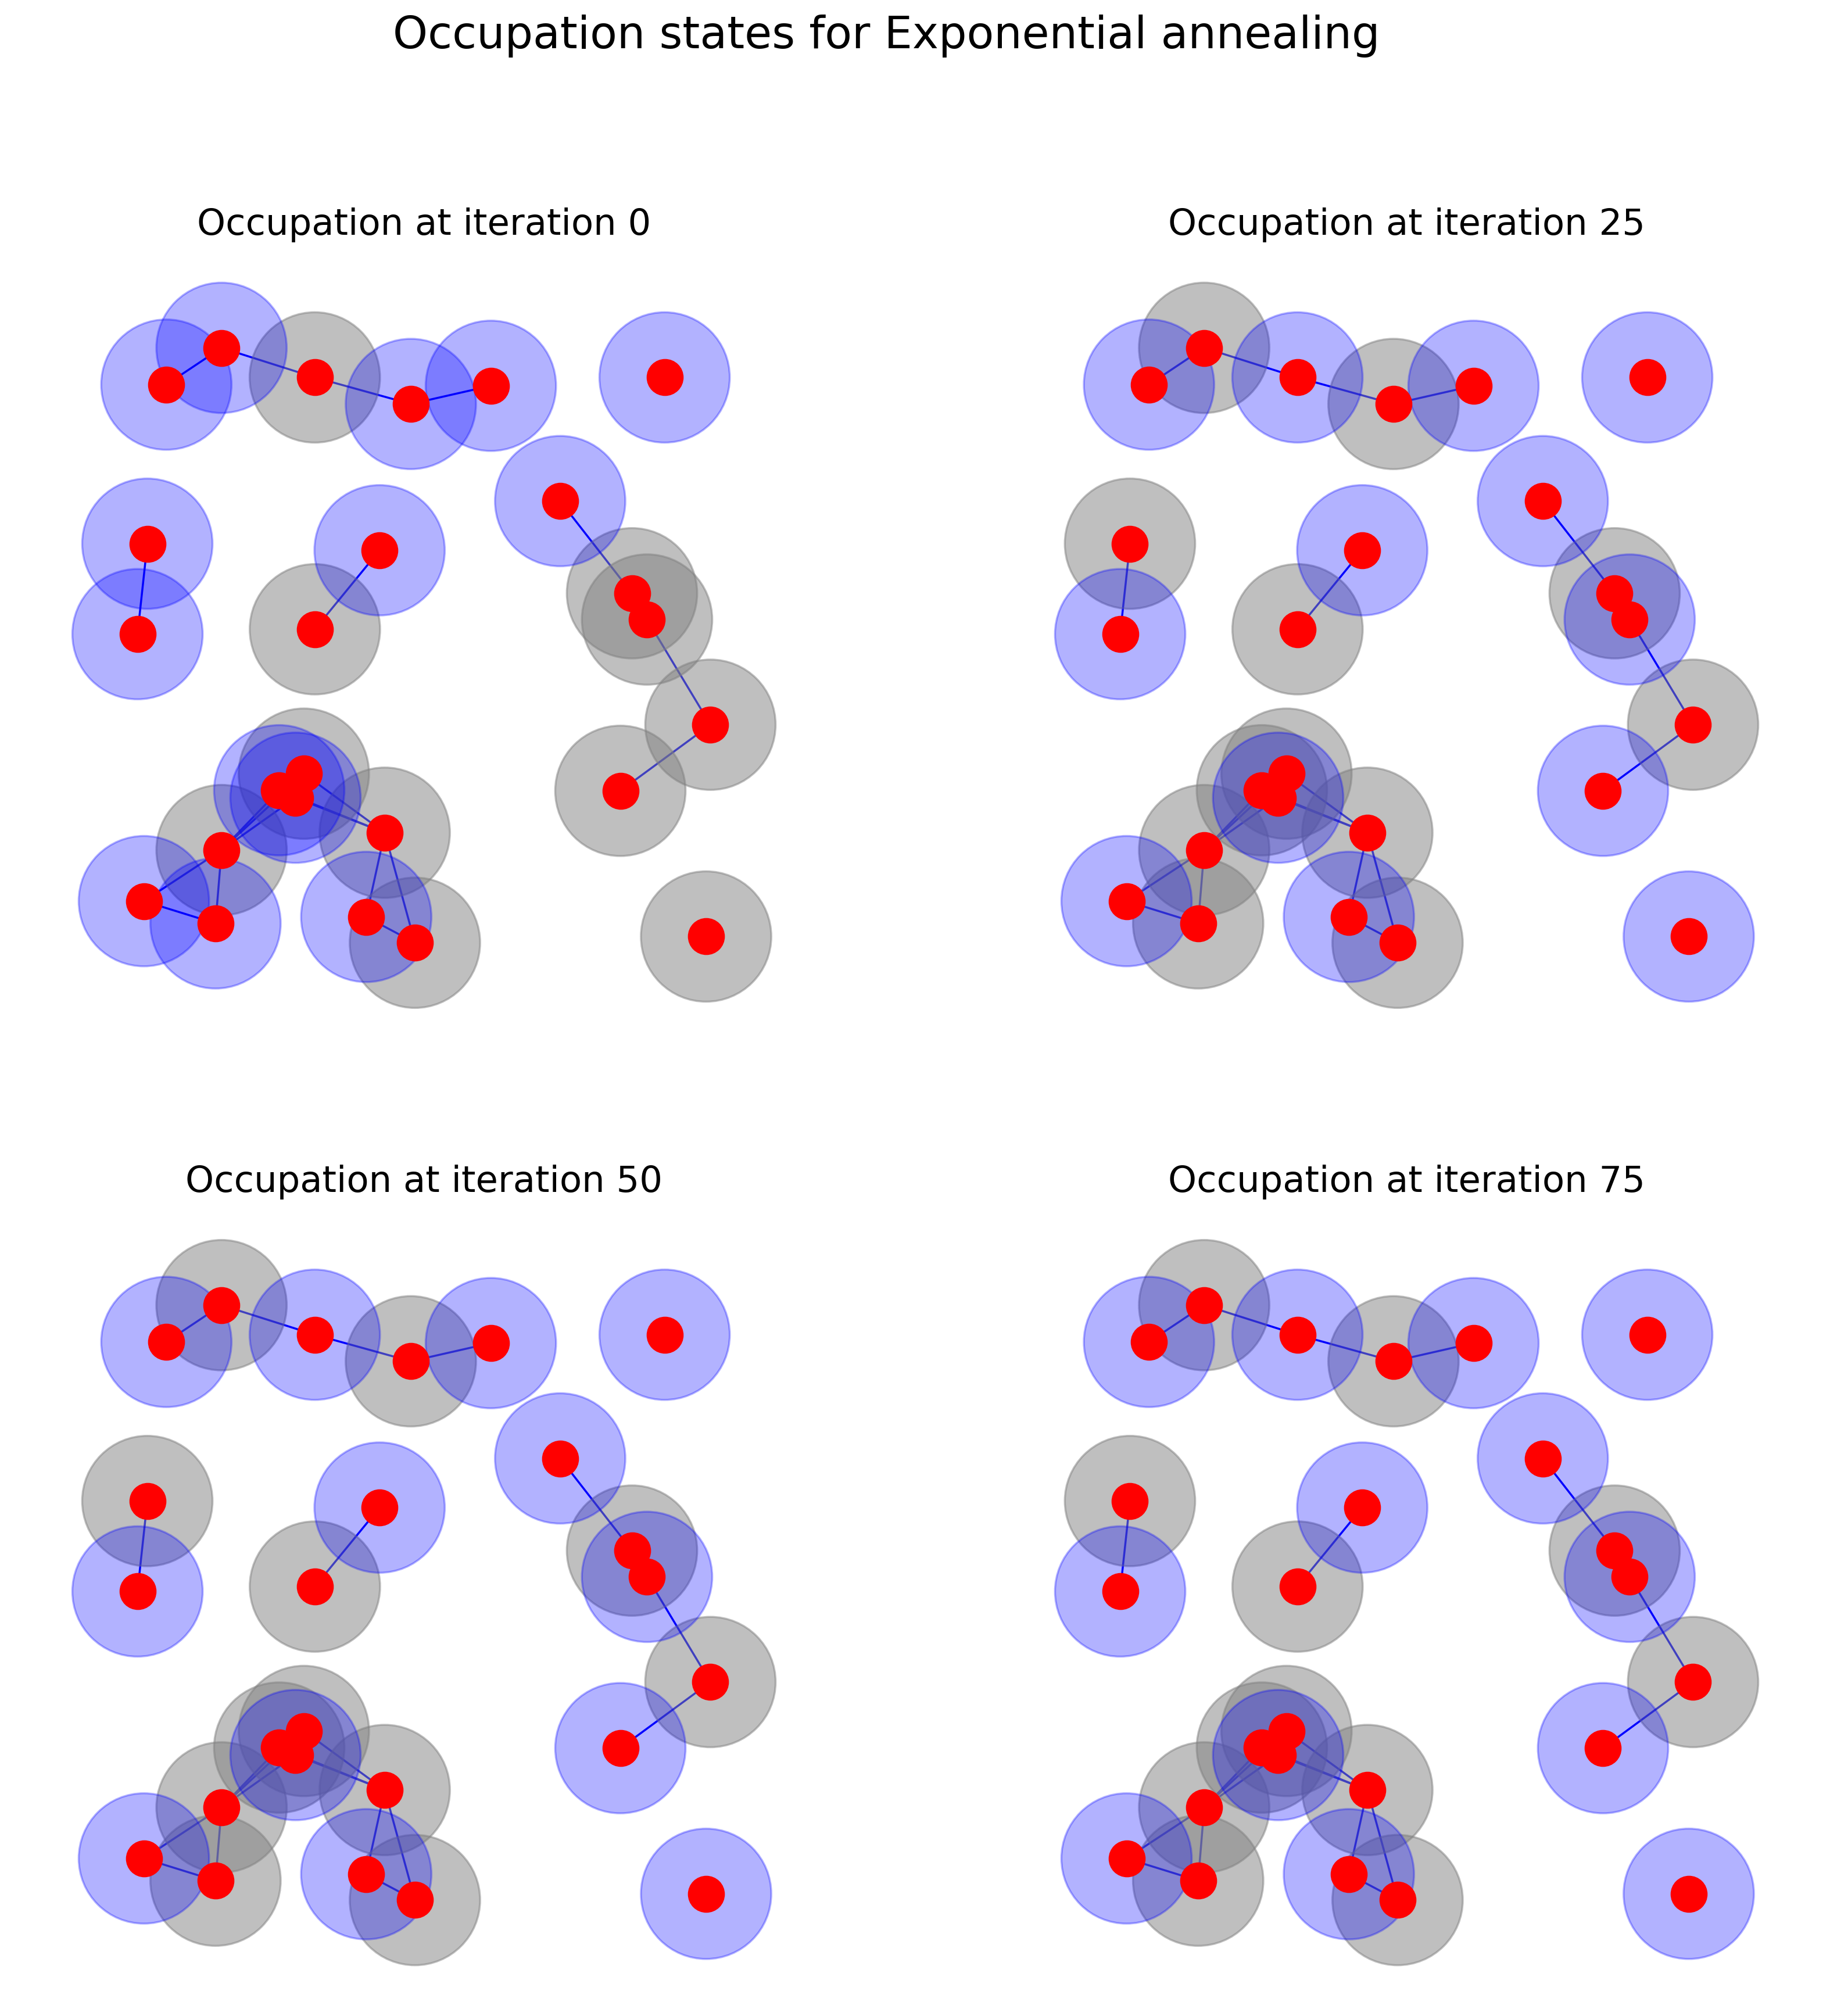 Occupation states for Exponential annealing
Occupation at iteration 0
Occupation at iteration 25
Occupation at iteration 50
Occupation at iteration 75